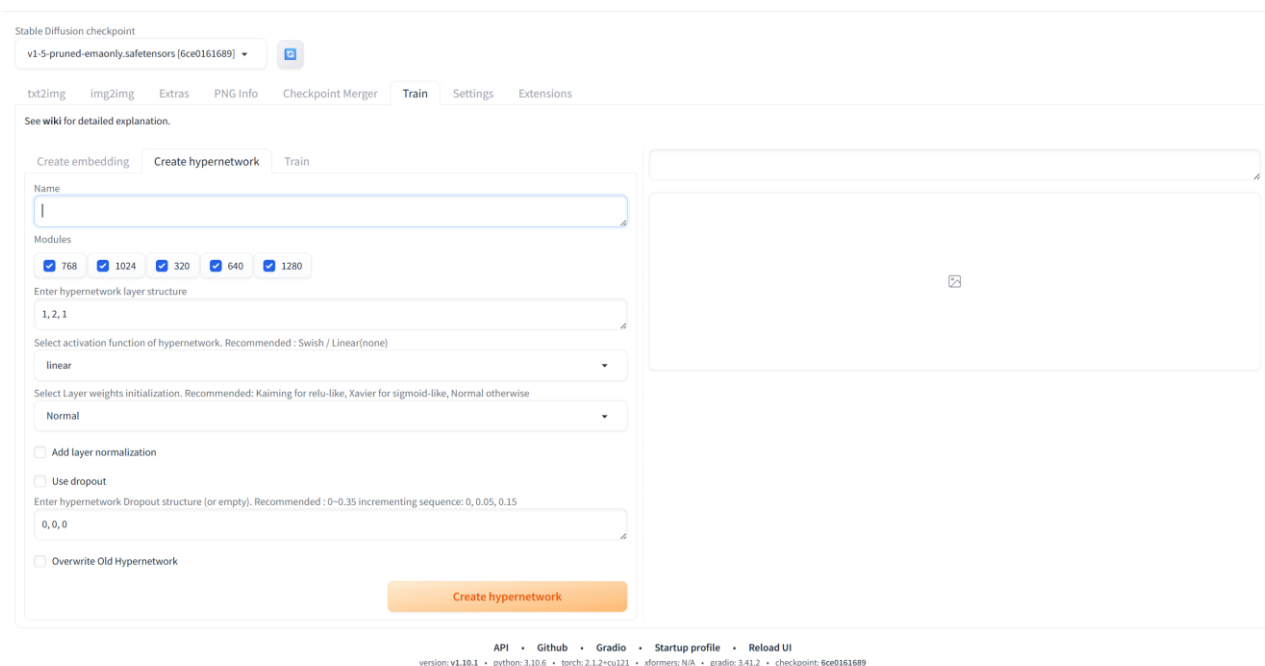 Stable Diffusion checkpoint
v1-5-pruned-emaonly.safetensors [6ce0161689]
txt2img img2img Extras PNG Info Checkpoint Merger Train Settings Extensions
See wiki for detailed explanation.
Create embedding Create hypernetwork Train
Name
Modules
768 1024 320 640 1280
Enter hypernetwork layer structure
1, 2, 1
Select activation function of hypernetwork. Recommended : Swish / Linear(none)
linear
Select Layer weights initialization. Recommended: Kaiming for relu-like, Xavier for sigmoid-like, Normal otherwise
Normal
Add layer normalization
Use dropout
Enter hypernetwork Dropout structure (or empty). Recommended : 0~0.35 incrementing sequence: 0, 0.05, 0.15
0, 0, 0
Overwrite Old Hypernetwork
Create hypernetwork
API • Github • Gradio • Startup profile • Reload UI
version: v1.10.1 • python: 3.10.6 • torch: 2.1.2+cu121 • xformers: N/A • gradio: 3.41.2 • checkpoint: 6ce0161689